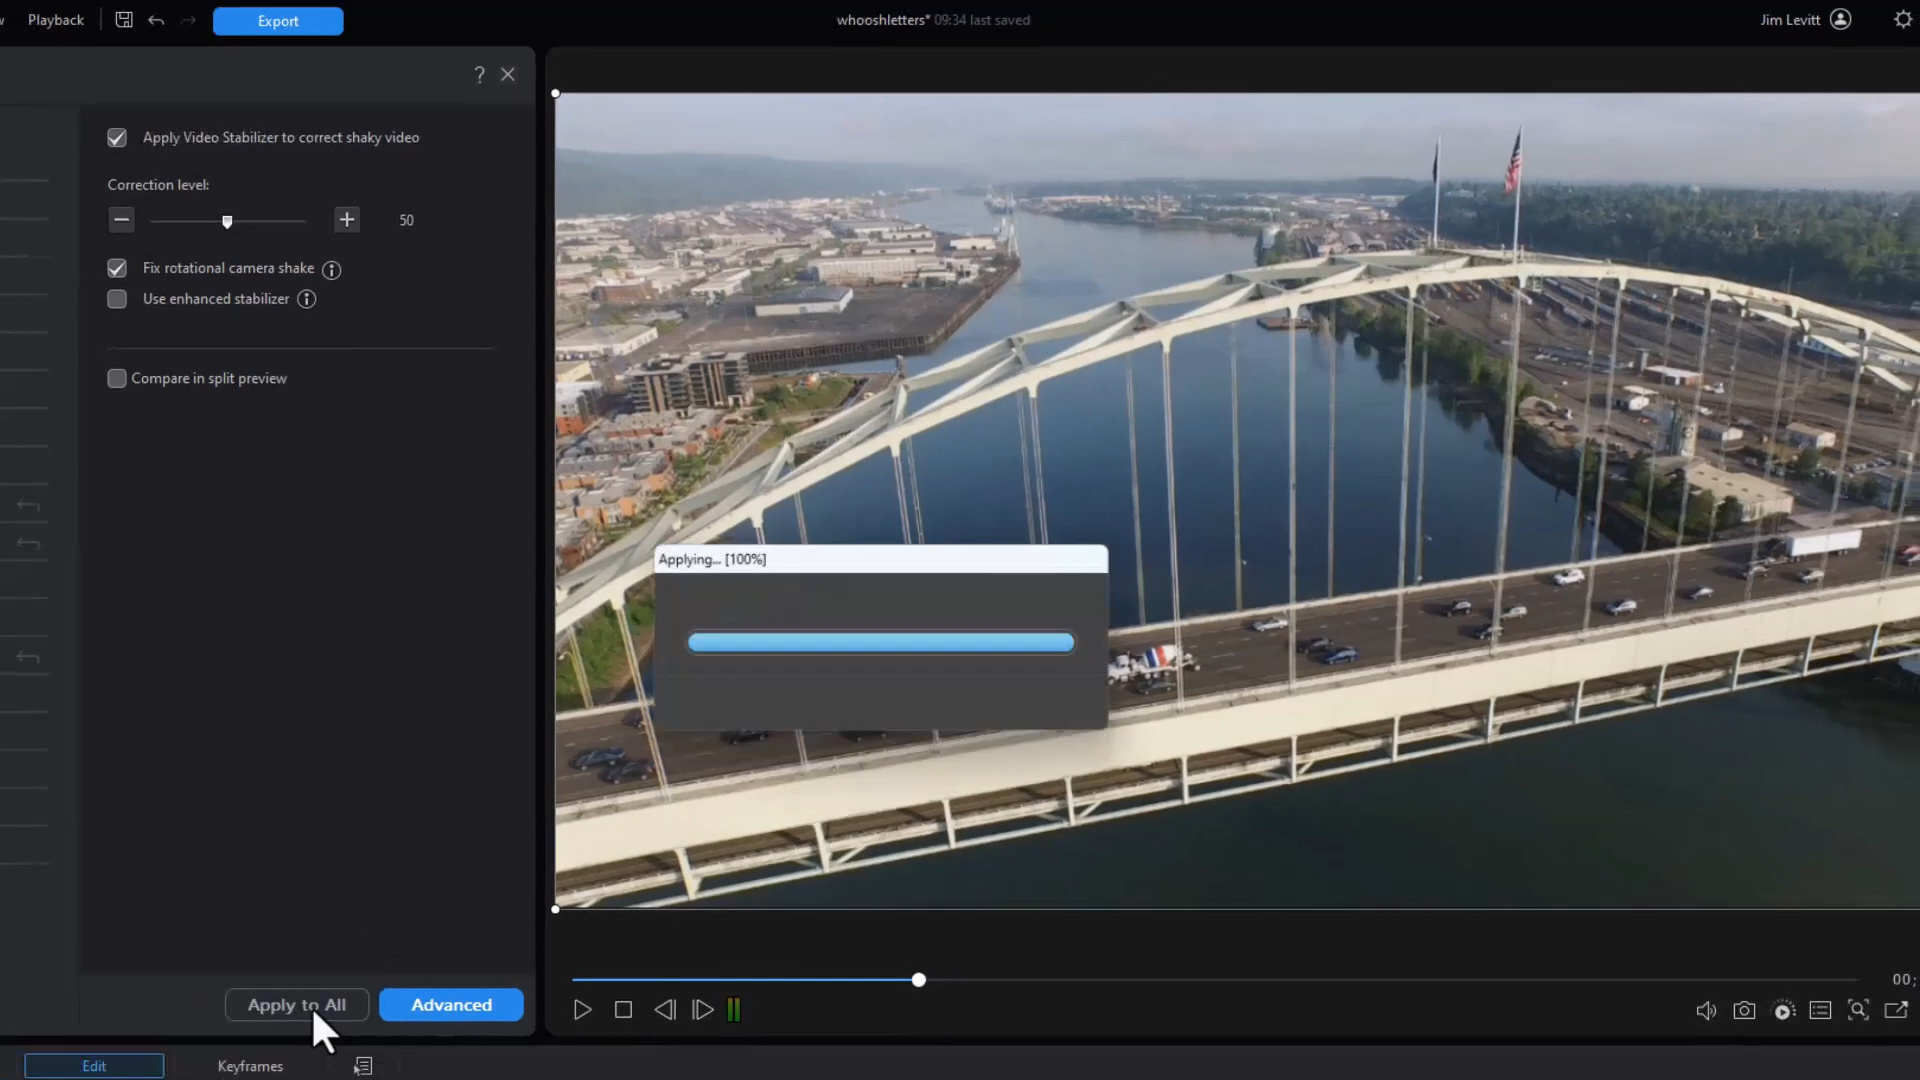 Playback
Export
whooshletters* 09:34 last saved
Jim Levitt
?
Apply Video Stabilizer to correct shaky video
Correction level:
50
Fix rotational camera shake
Use enhanced stabilizer
Compare in split preview
Applying... [100%]
00;
Apply to All
Advanced
Edit
Keyframes